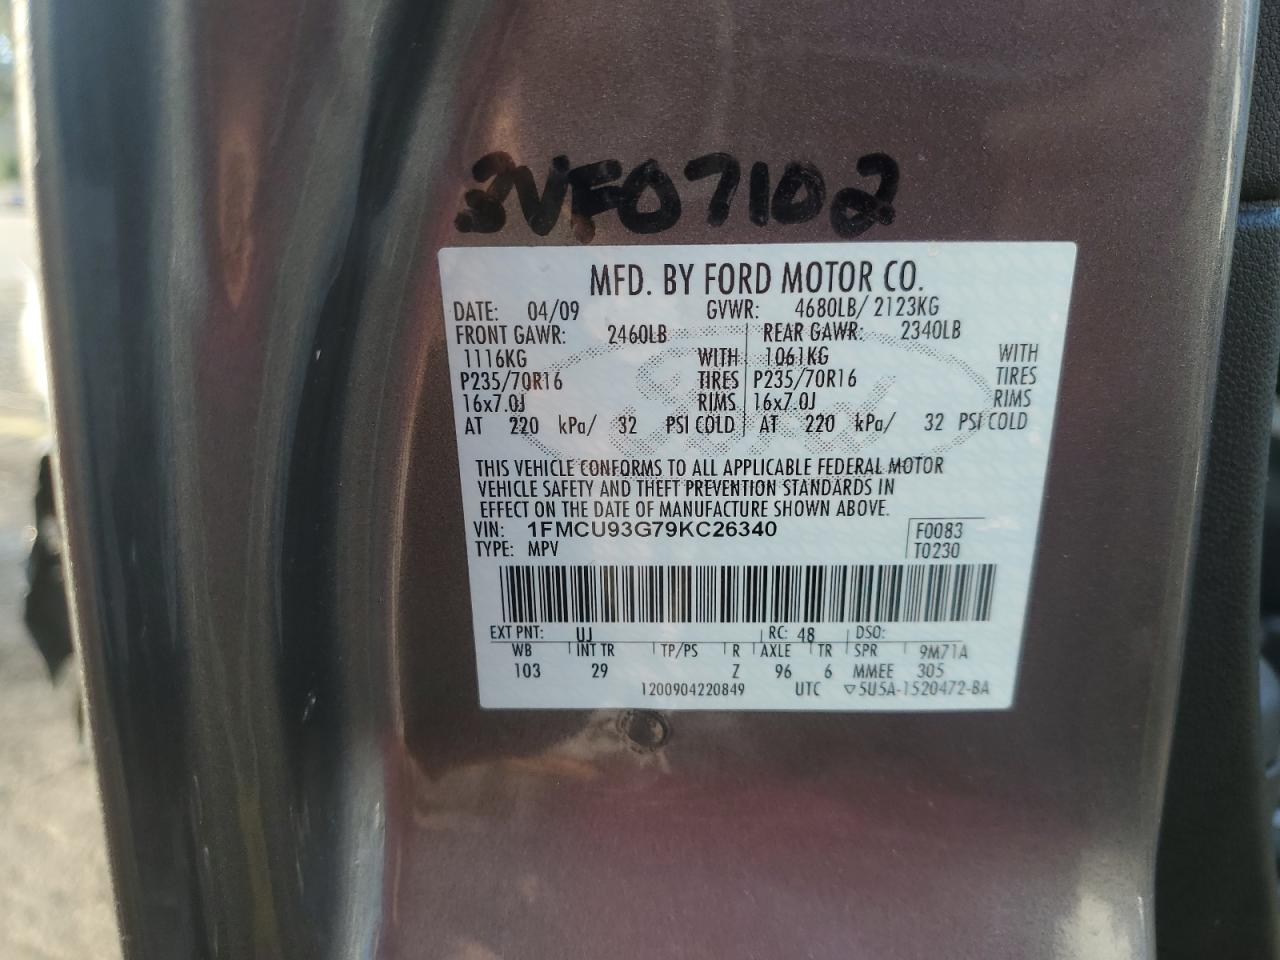 3VF07102
MFD. BY FORD MOTOR CO.
DATE: 04/09 GVWR: 4680LB/ 2123KG
FRONT GAWR: 2460LB REAR GAWR: 2340LB
1116KG WITH 1061KG WITH
P235/70R16 TIRES P235/70R16 TIRES
16x7.0J RIMS 16x7.0J RIMS
AT 220 kPa/ 32 PSI COLD AT 220 kPa/ 32 PSI COLD
THIS VEHICLE CONFORMS TO ALL APPLICABLE FEDERAL MOTOR
VEHICLE SAFETY AND THEFT PREVENTION STANDARDS IN
EFFECT ON THE DATE OF MANUFACTURE SHOWN ABOVE.
VIN: 1FMCU93G79KC26340 F0083
TYPE: MPV T0230
EXT PNT: UJ RC: 48 DSO:
WB INT TR TP/PS R AXLE TR SPR 9M71A
103 29 Z 96 6 MMEE 305
1200904220849 UTC ▽5U5A-1520472-BA